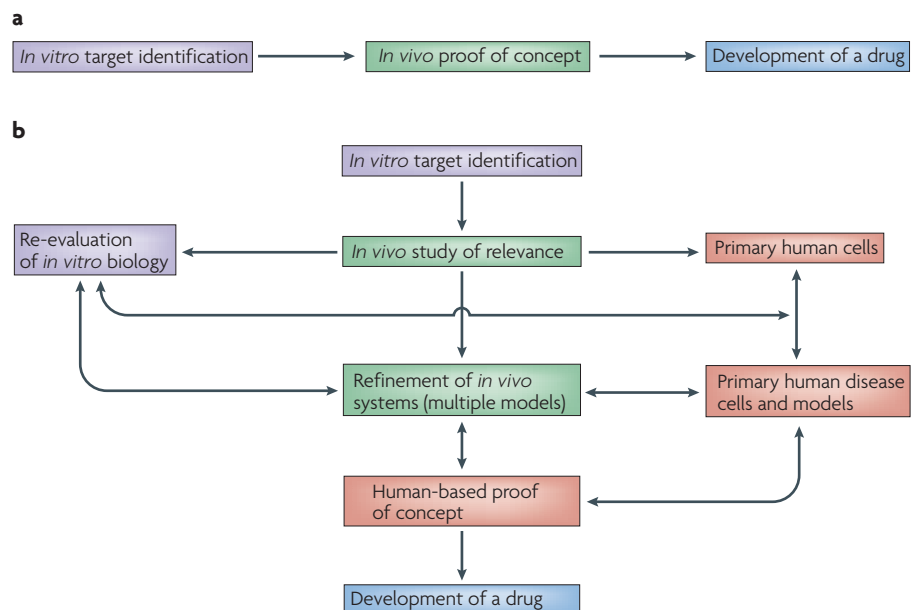 a
In vitro target identification
In vivo proof of concept
Development of a drug
b
In vitro target identification
Re-evaluation
of in vitro biology
In vivo study of relevance
Primary human cells
Refinement of in vivo
systems (multiple models)
Primary human disease
cells and models
Human-based proof
of concept
Development of a drug